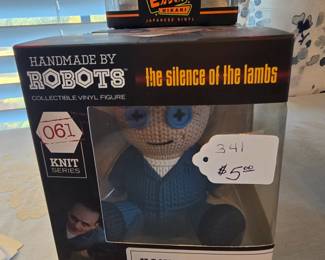 HIKARI
JAPANESE VINYL
HANDMADE BY
ROBOTS
COLLECTIBLE VINYL FIGURE
the silence of the lambs
061
KNIT
SERIES
341
$5.00